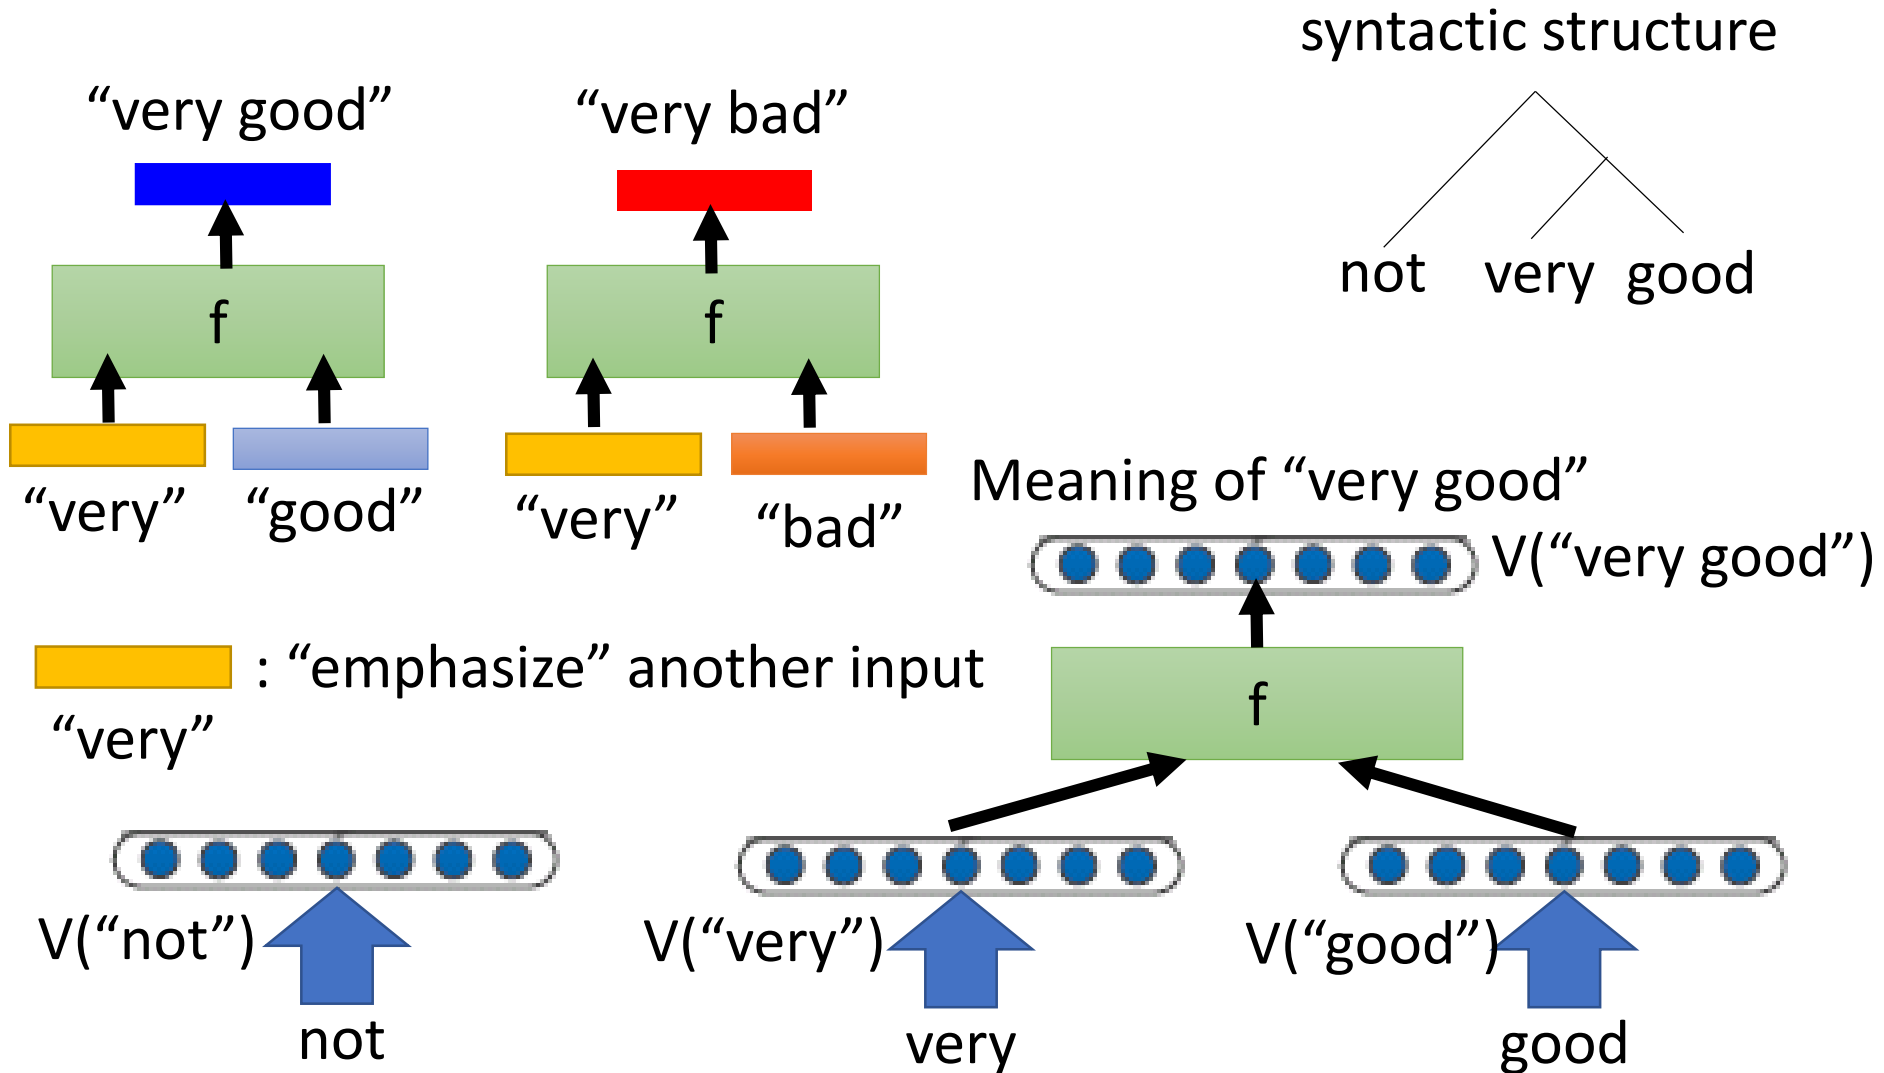 syntactic structure
“very good”
“very bad”
not very good
f
f
“very”
“good”
“very”
“bad”
Meaning of “very good”
V(“very good”)
: “emphasize” another input
“very”
f
V(“not”)
V(“very”)
V(“good”)
not
very
good